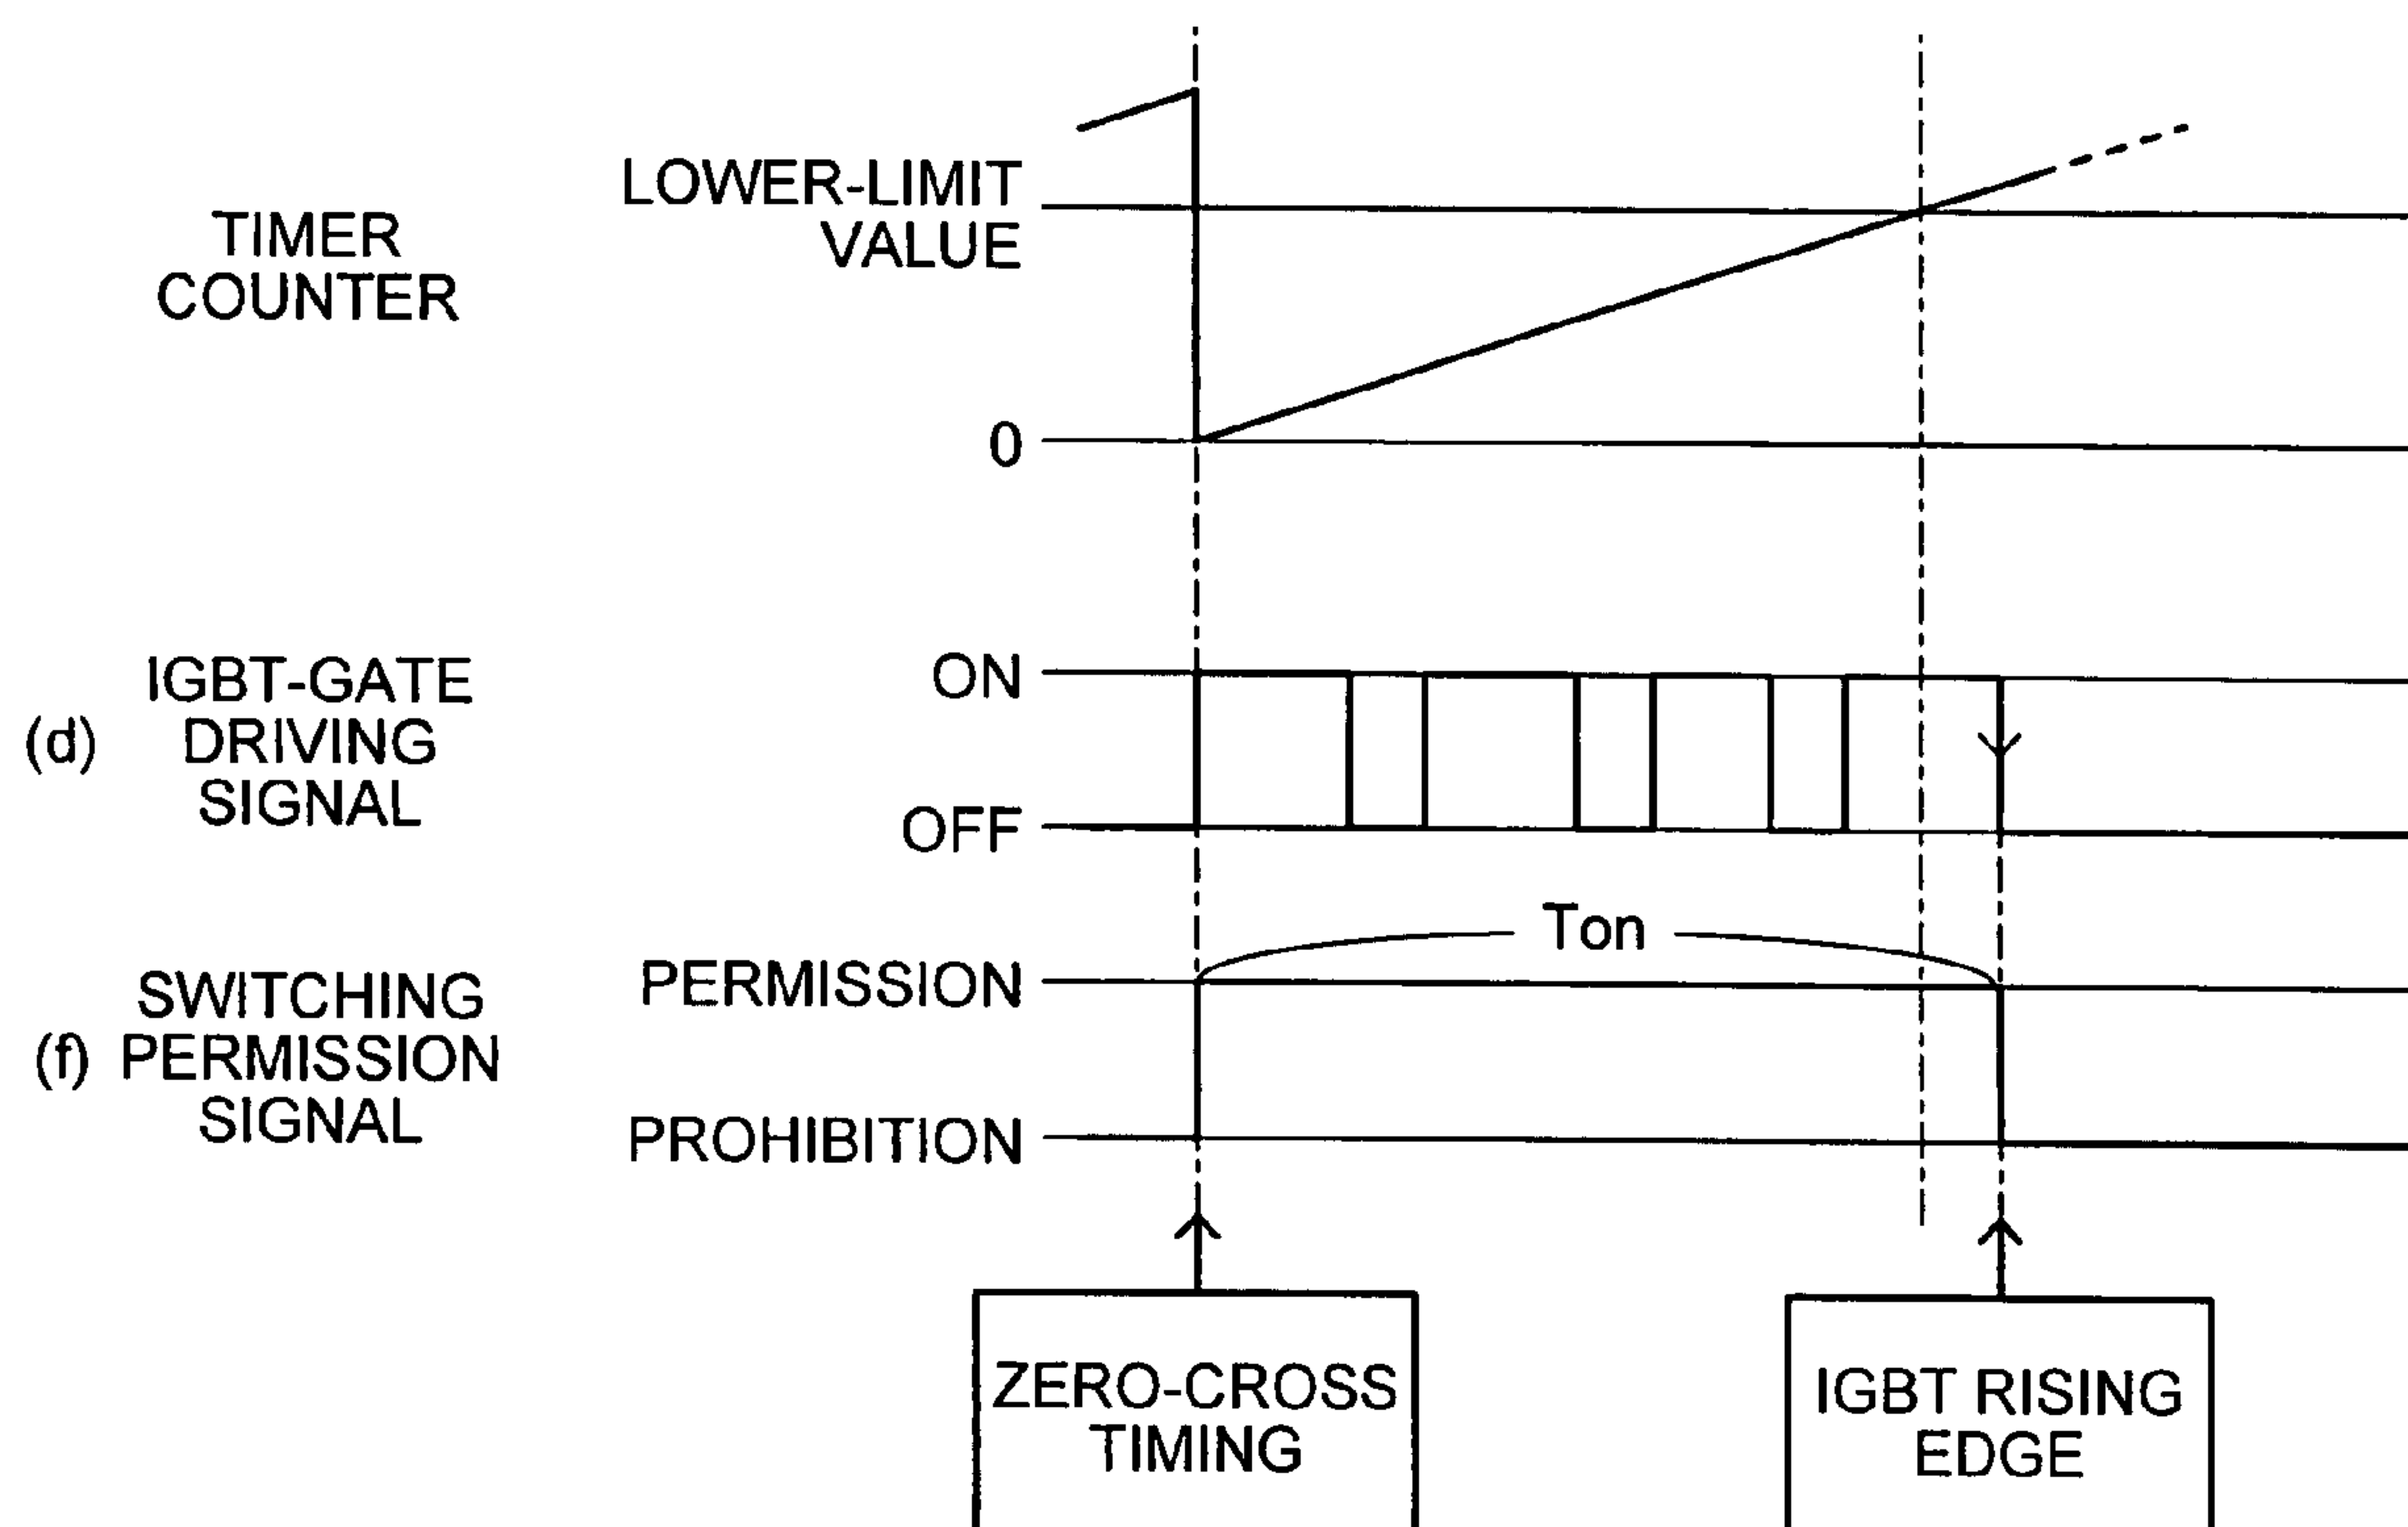 LOWER-LIMIT
VALUE
TIMER
COUNTER
0
(d)
IGBT-GATE
DRIVING
SIGNAL
ON
OFF
Ton
(f)
SWITCHING
PERMISSION
SIGNAL
PERMISSION
PROHIBITION
ZERO-CROSS
TIMING
IGBT RISING
EDGE